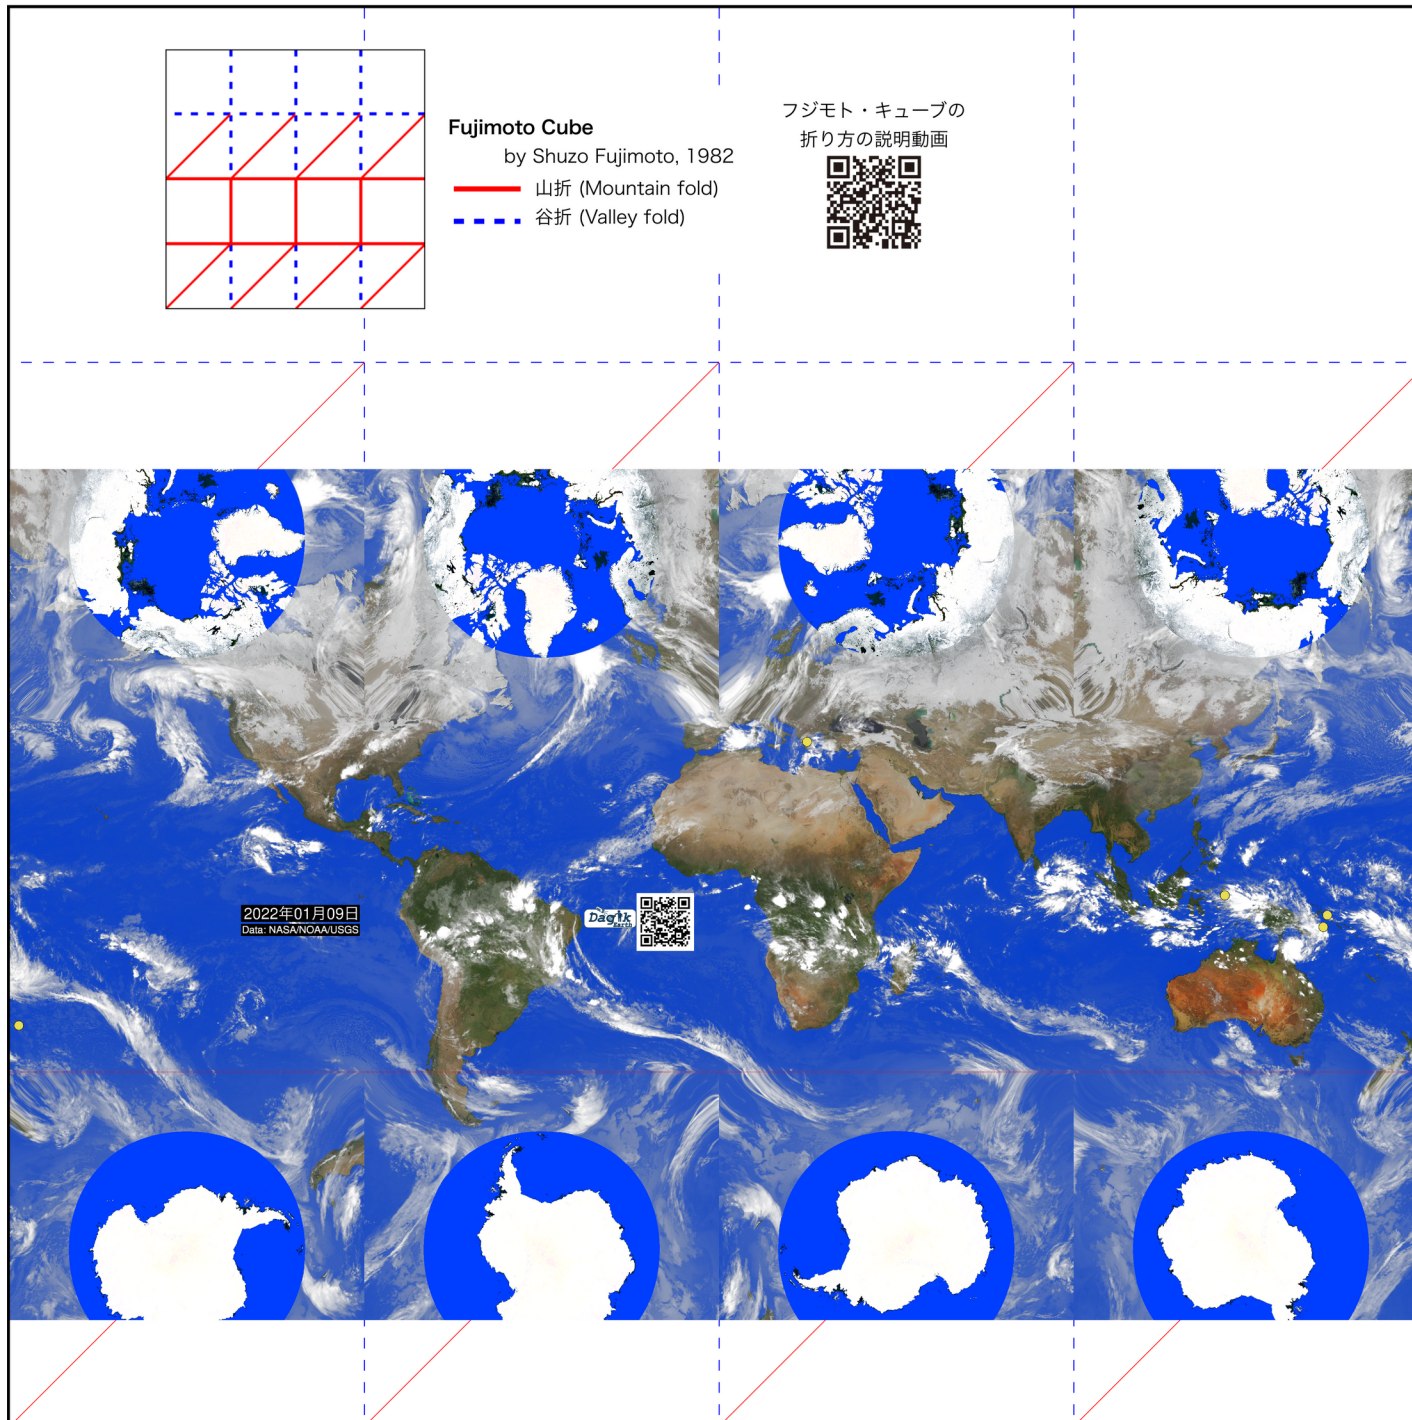 Fujimoto Cube
by Shuzo Fujimoto, 1982
山折 (Mountain fold)
谷折 (Valley fold)
フジモト・キューブの
折り方の説明動画
2022年01月09日
Data: NASA/NOAA/USGS
Dagik
Earth